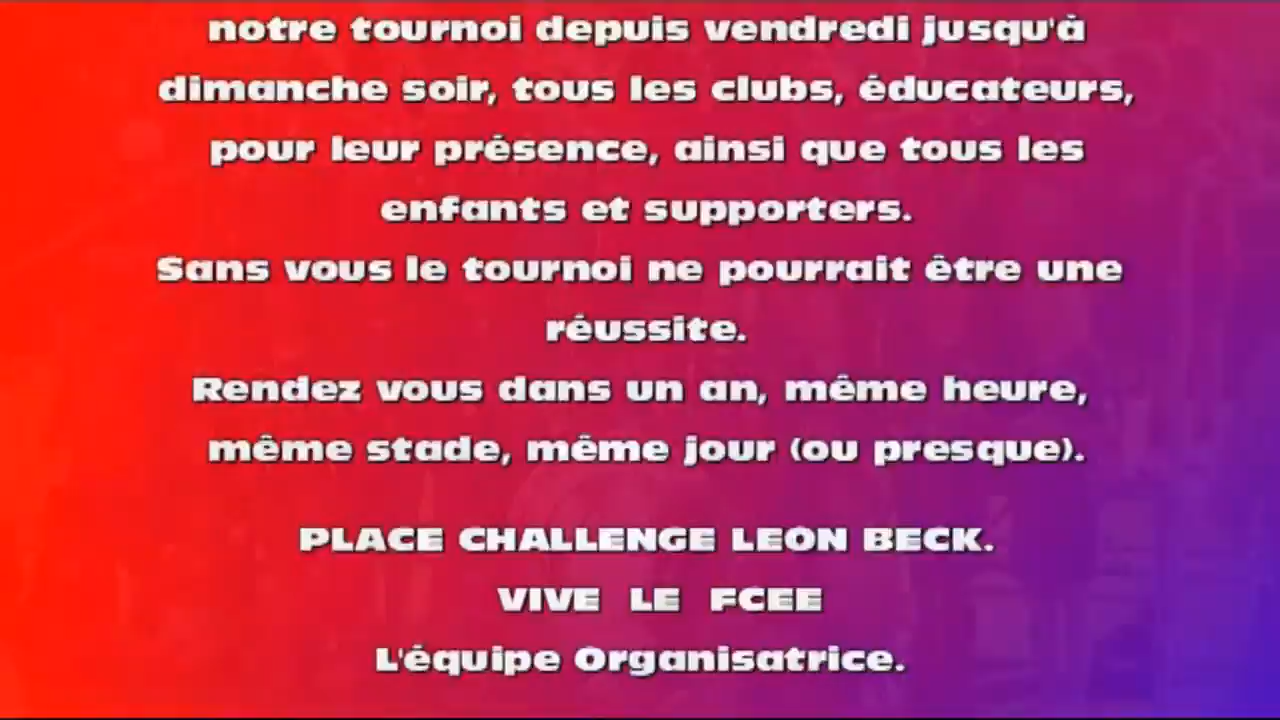 notre tournoi depuis vendredi jusqu'à
dimanche soir, tous les clubs, éducateurs,
pour leur présence, ainsi que tous les
enfants et supporters.
Sans vous le tournoi ne pourrait être une
réussite.
Rendez vous dans un an, même heure,
même stade, même jour (ou presque).
PLACE CHALLENGE LEON BECK.
VIVE LE FCEE
L'équipe Organisatrice.